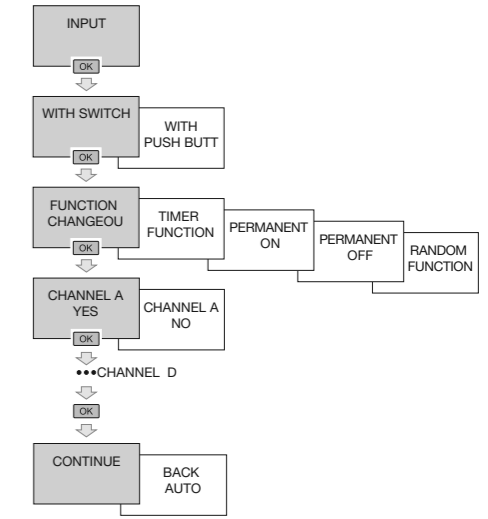 INPUT
OK
WITH SWITCH
WITH
PUSH BUTT
OK
FUNCTION
CHANGEOU
TIMER
FUNCTION
PERMANENT
ON
PERMANENT
OFF
RANDOM
FUNCTION
OK
CHANNEL A
YES
CHANNEL A
NO
OK
•••CHANNEL D
OK
CONTINUE
BACK
AUTO